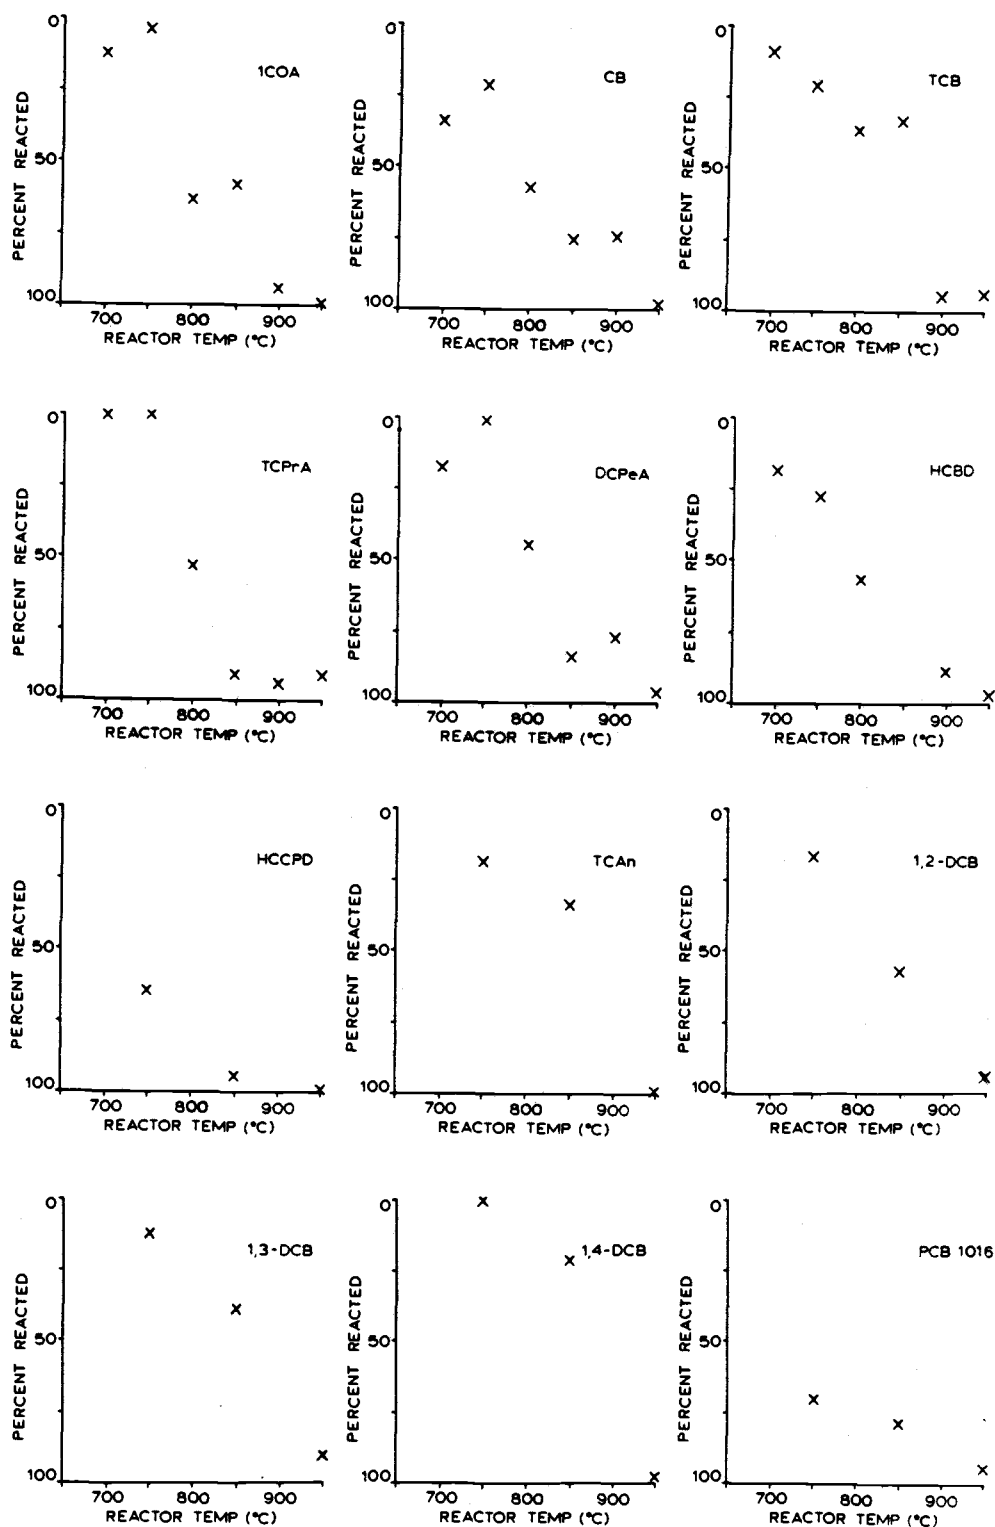 0
1COA
PERCENT REACTED
50
100
700 800 900
REACTOR TEMP (°C)
0
CB
PERCENT REACTED
50
100
700 800 900
REACTOR TEMP (°C)
0
TCB
PERCENT REACTED
50
100
700 800 900
REACTOR TEMP (°C)
0
TCPrA
PERCENT REACTED
50
100
700 800 900
REACTOR TEMP (°C)
0
DCPeA
PERCENT REACTED
50
100
700 800 900
REACTOR TEMP (°C)
0
HCBD
PERCENT REACTED
50
100
700 800 900
REACTOR TEMP (°C)
0
HCCPD
PERCENT REACTED
50
100
700 800 900
REACTOR TEMP (°C)
0
TCAn
PERCENT REACTED
50
100
700 800 900
REACTOR TEMP (°C)
0
1,2-DCB
PERCENT REACTED
50
100
700 800 900
REACTOR TEMP (°C)
0
1,3-DCB
PERCENT REACTED
50
100
700 800 900
REACTOR TEMP (°C)
0
1,4-DCB
PERCENT REACTED
50
100
700 800 900
REACTOR TEMP (°C)
0
PCB 1016
PERCENT REACTED
50
100
700 800 900
REACTOR TEMP (°C)